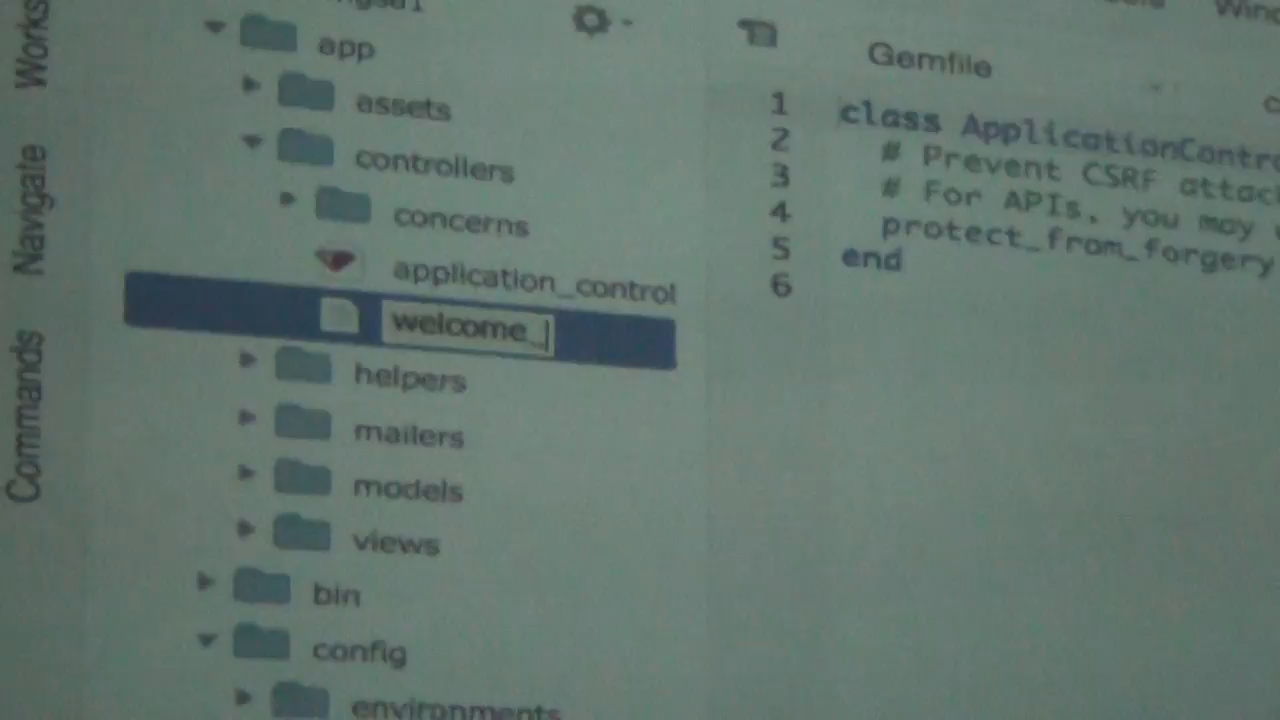 Works
Navigate
Commands
app
assets
controllers
concerns
application_control
welcome_
helpers
mailers
models
views
bin
config
environments
Gemfile
1 class ApplicationContro
2 # Prevent CSRF attac
3 # For APIs, you may
4 protect_from_forgery
5 end
6